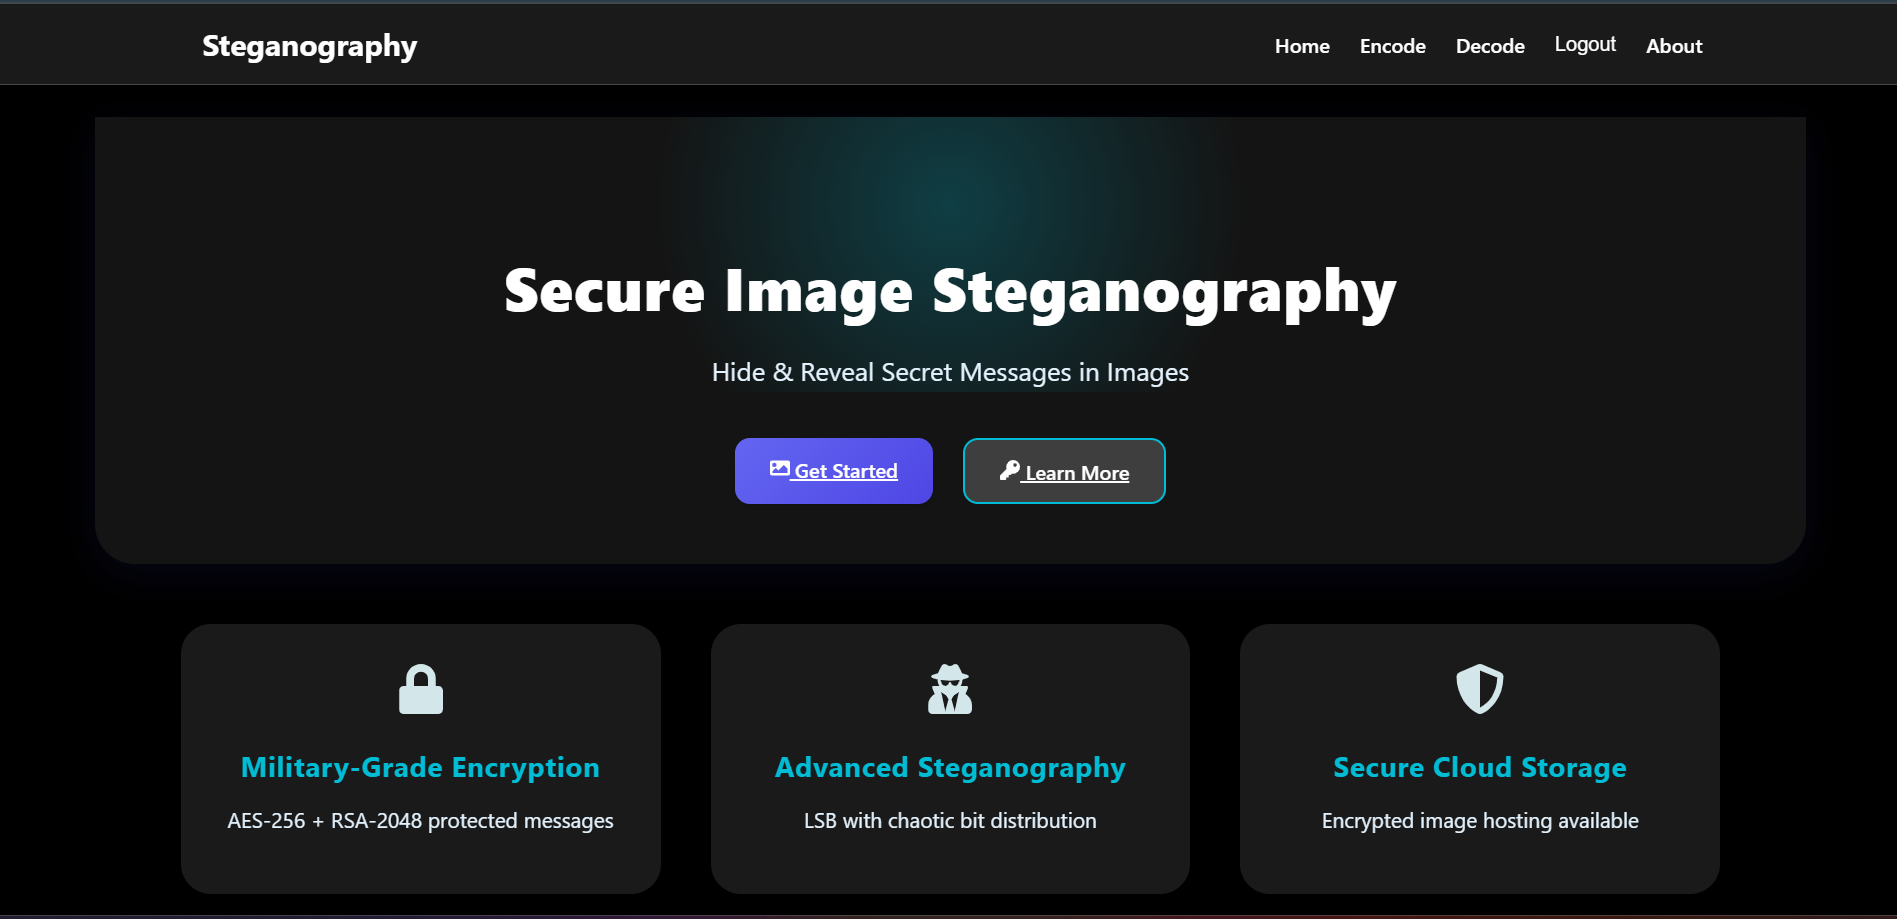 Steganography
Home Encode Decode Logout About
Secure Image Steganography
Hide & Reveal Secret Messages in Images
Get Started
Learn More
Military-Grade Encryption
AES-256 + RSA-2048 protected messages
Advanced Steganography
LSB with chaotic bit distribution
Secure Cloud Storage
Encrypted image hosting available